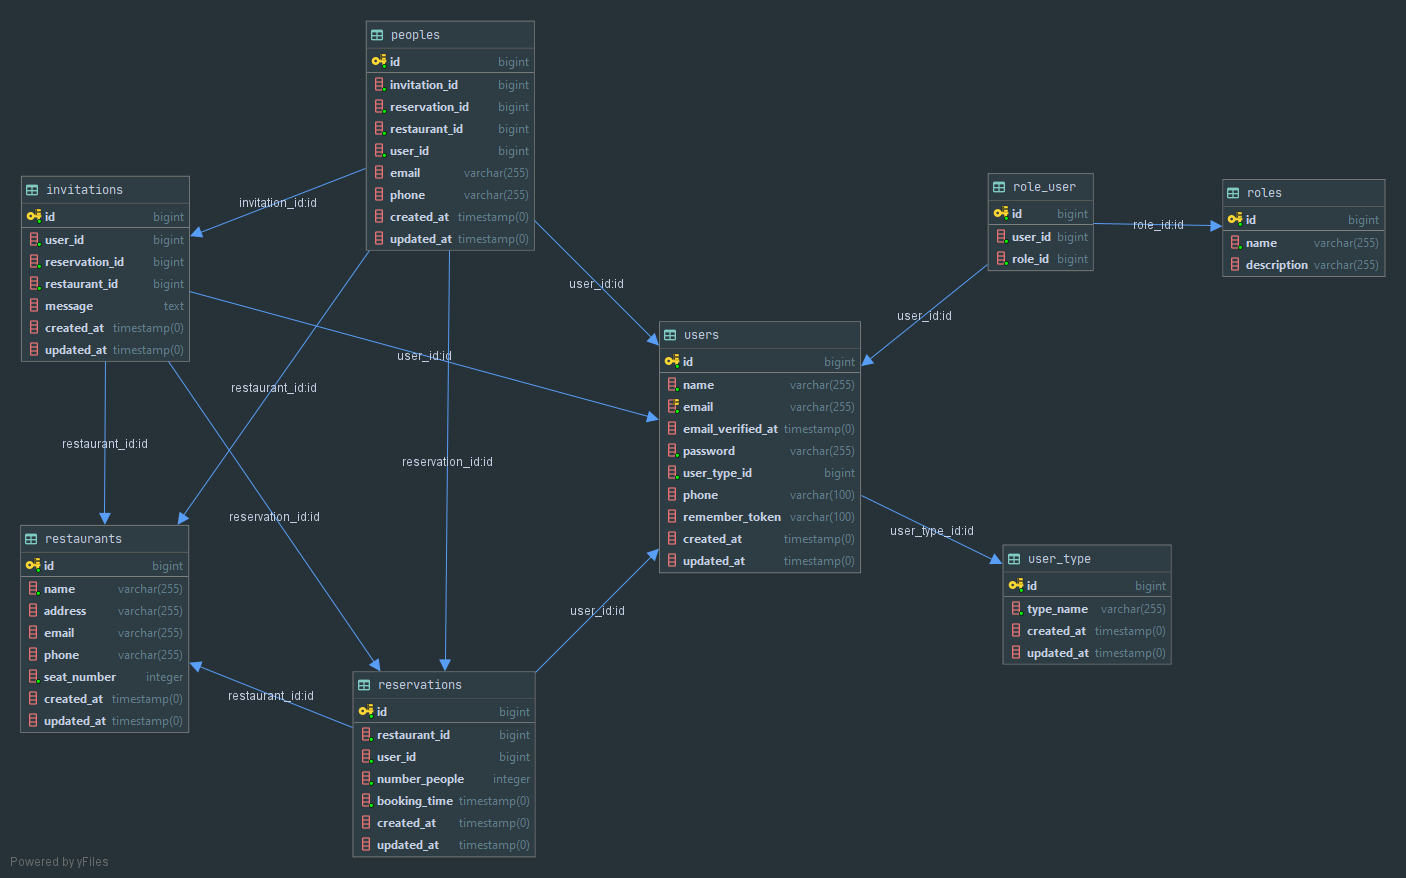 peoples
id bigint
invitation_id bigint
reservation_id bigint
restaurant_id bigint
user_id bigint
email varchar(255)
phone varchar(255)
created_at timestamp(0)
updated_at timestamp(0)
invitations
id bigint
user_id bigint
reservation_id bigint
restaurant_id bigint
message text
created_at timestamp(0)
updated_at timestamp(0)
role_user
id bigint
user_id bigint
role_id bigint
roles
id bigint
name varchar(255)
description varchar(255)
users
id bigint
name varchar(255)
email varchar(255)
email_verified_at timestamp(0)
password varchar(255)
user_type_id bigint
phone varchar(100)
remember_token varchar(100)
created_at timestamp(0)
updated_at timestamp(0)
restaurants
id bigint
name varchar(255)
address varchar(255)
email varchar(255)
phone varchar(255)
seat_number integer
created_at timestamp(0)
updated_at timestamp(0)
user_type
id bigint
type_name varchar(255)
created_at timestamp(0)
updated_at timestamp(0)
reservations
id bigint
restaurant_id bigint
user_id bigint
number_people integer
booking_time timestamp(0)
created_at timestamp(0)
updated_at timestamp(0)
invitation_id:id
role_id:id
user_id:id
user_id:id
user_id:id
restaurant_id:id
restaurant_id:id
reservation_id:id
reservation_id:id
user_type_id:id
user_id:id
restaurant_id:id
Powered by yFiles